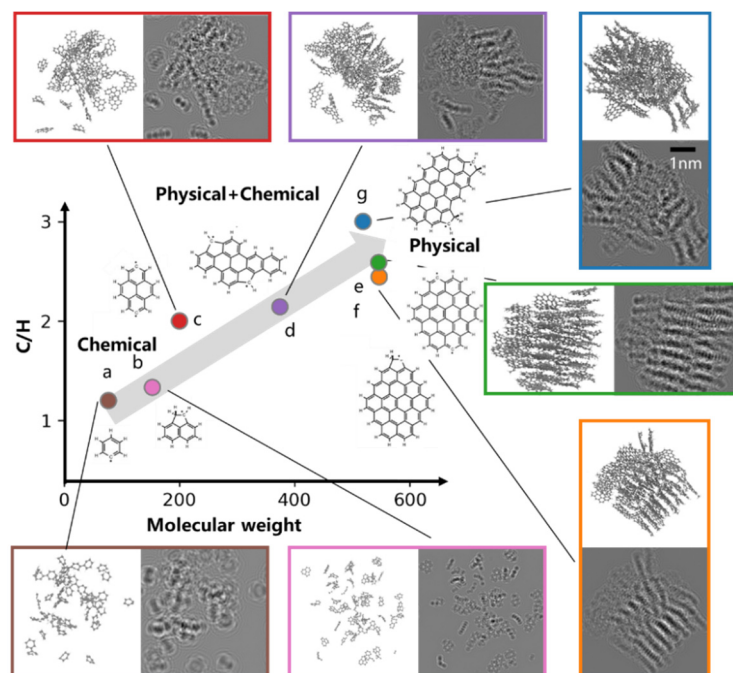 1nm
Physical+Chemical
g
Physical
3
e
f
C/H
2
c
d
Chemical
b
a
1
0
200
400
600
Molecular weight